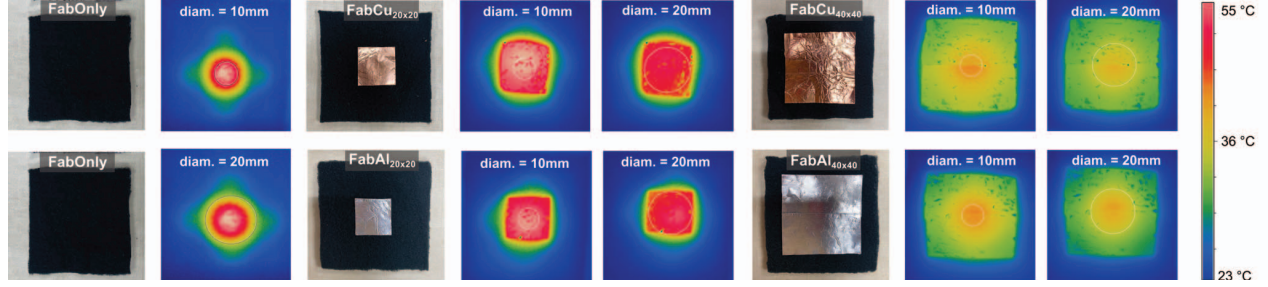 FabOnly
diam. = 10mm
FabCu20x20
diam. = 10mm
diam. = 20mm
FabCu40x40
diam. = 10mm
diam. = 20mm
55 °C
36 °C
23 °C
FabOnly
diam. = 20mm
FabAl20x20
diam. = 10mm
diam. = 20mm
FabAl40x40
diam. = 10mm
diam. = 20mm